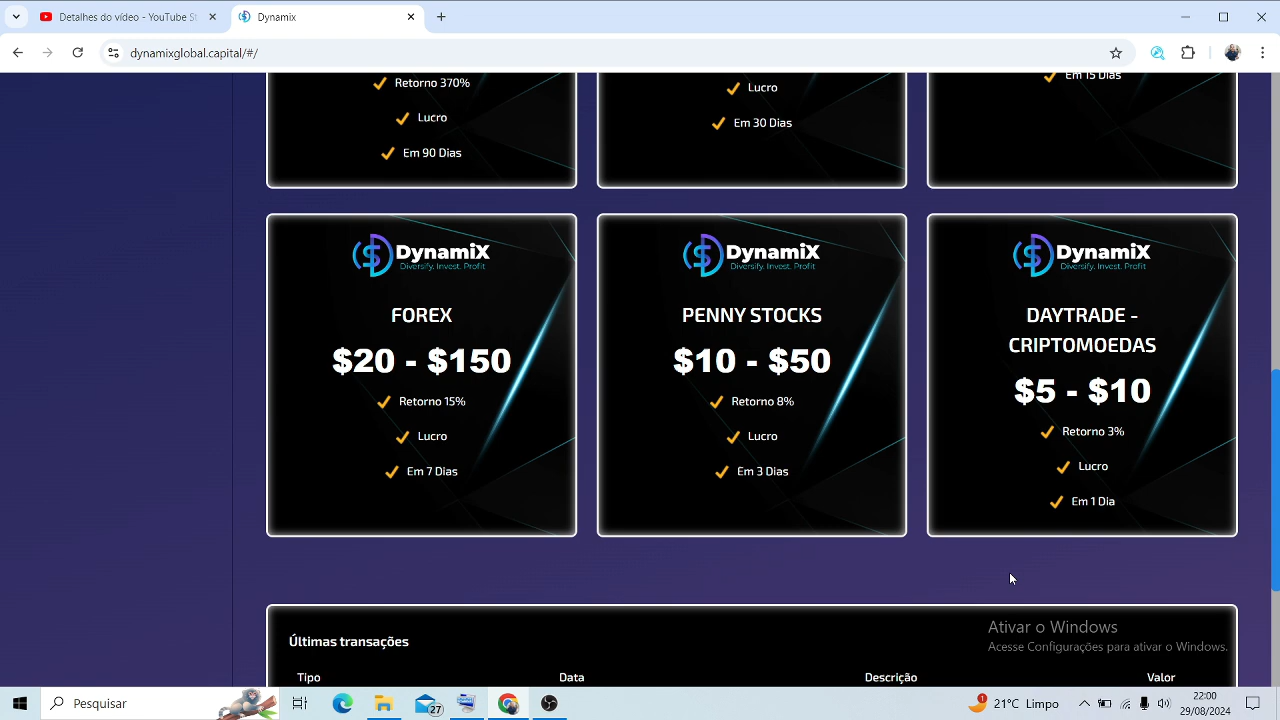 Detalhes do vídeo - YouTube St
Dynamix
dynamixglobal.capital/#/
Retorno 370%
Lucro
Em 90 Dias
Lucro
Em 30 Dias
Em 15 Dias
DynamiX
Diversify. Invest. Profit
FOREX
$20 - $150
Retorno 15%
Lucro
Em 7 Dias
DynamiX
Diversify. Invest. Profit
PENNY STOCKS
$10 - $50
Retorno 8%
Lucro
Em 3 Dias
DynamiX
Diversify. Invest. Profit
DAYTRADE -
CRIPTOMOEDAS
$5 - $10
Retorno 3%
Lucro
Em 1 Dia
Últimas transações
Tipo Data Descrição Valor
Ativar o Windows
Acesse Configurações para ativar o Windows.
Pesquisar
27
1
21°C Limpo
22:00
29/08/2024